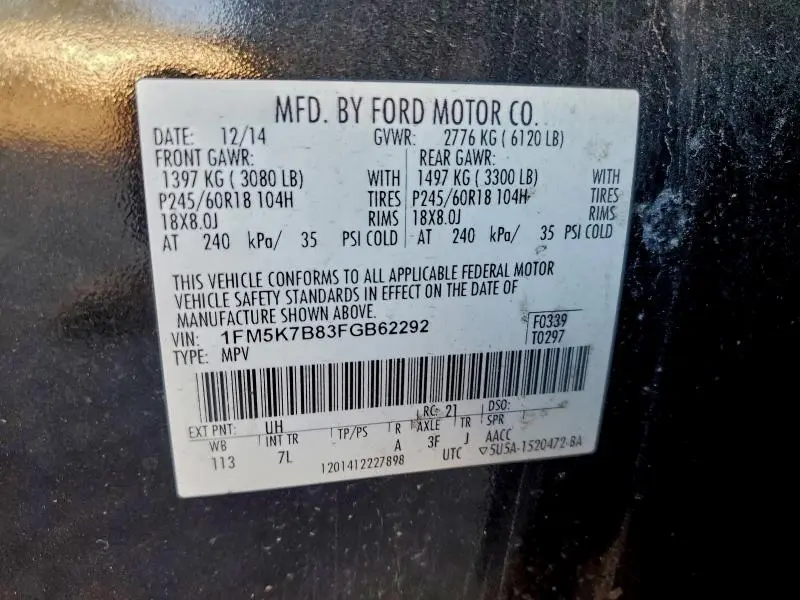 MFD. BY FORD MOTOR CO.
DATE: 12/14 GVWR: 2776 KG ( 6120 LB)
FRONT GAWR: REAR GAWR:
1397 KG ( 3080 LB) WITH 1497 KG ( 3300 LB) WITH
P245/60R18 104H TIRES P245/60R18 104H TIRES
18X8.0J RIMS 18X8.0J RIMS
AT 240 kPa/ 35 PSI COLD AT 240 kPa/ 35 PSI COLD
THIS VEHICLE CONFORMS TO ALL APPLICABLE FEDERAL MOTOR
VEHICLE SAFETY STANDARDS IN EFFECT ON THE DATE OF
MANUFACTURE SHOWN ABOVE.
VIN: 1FM5K7B83FGB62292 F0339
TYPE: MPV T0297
EXT PNT: UH RC: 21 DSO:
WB INT TR TP/PS R AXLE TR SPR
113 7L A 3F J AACC
1201412227898 UTC ▽5U5A-1520472-BA